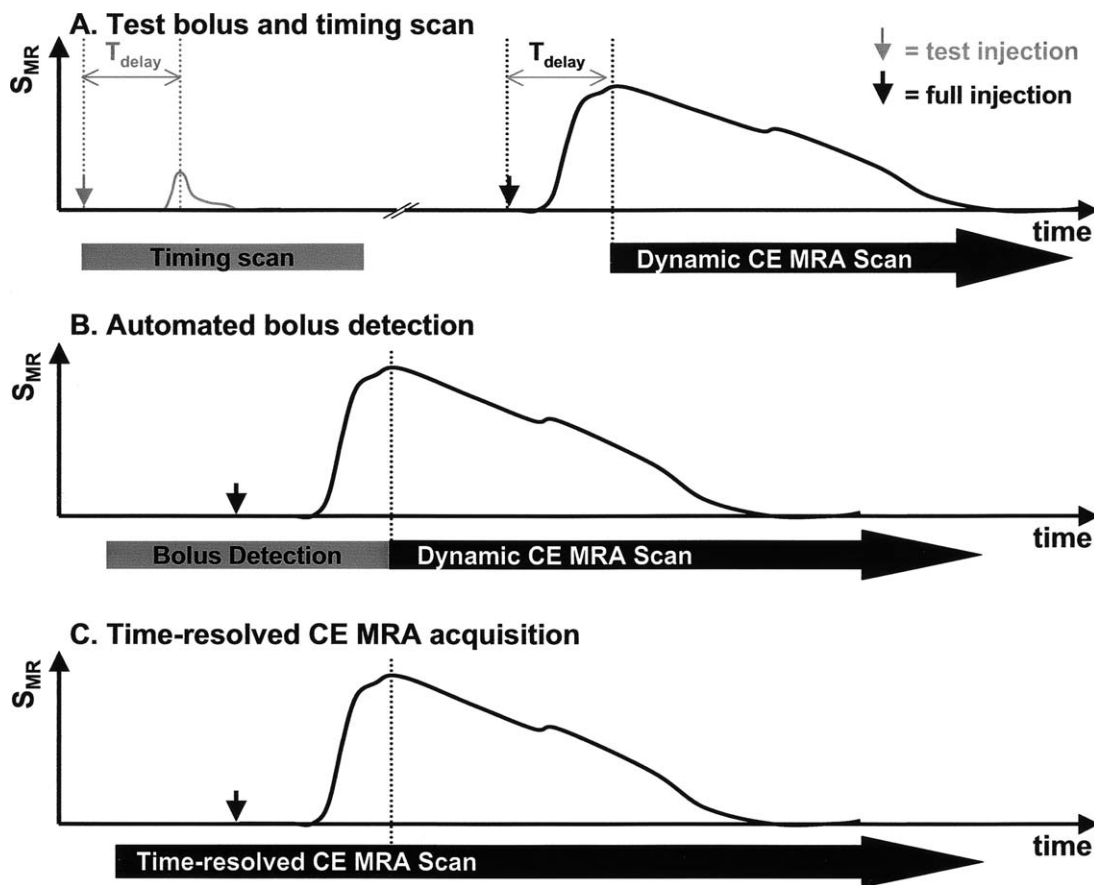 A. Test bolus and timing scan
S_MR
T_delay
T_delay
= test injection
= full injection
time
Timing scan
Dynamic CE MRA Scan
B. Automated bolus detection
S_MR
time
Bolus Detection
Dynamic CE MRA Scan
C. Time-resolved CE MRA acquisition
S_MR
time
Time-resolved CE MRA Scan